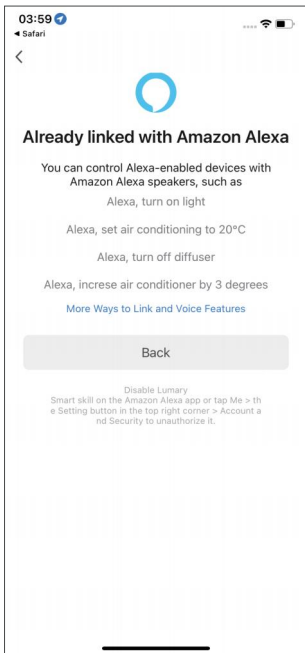 03:59
◀ Safari
Already linked with Amazon Alexa
You can control Alexa-enabled devices with
Amazon Alexa speakers, such as
Alexa, turn on light
Alexa, set air conditioning to 20°C
Alexa, turn off diffuser
Alexa, increse air conditioner by 3 degrees
More Ways to Link and Voice Features
Back
Disable Lumary
Smart skill on the Amazon Alexa app or tap Me > th
e Setting button in the top right corner > Account a
nd Security to unauthorize it.